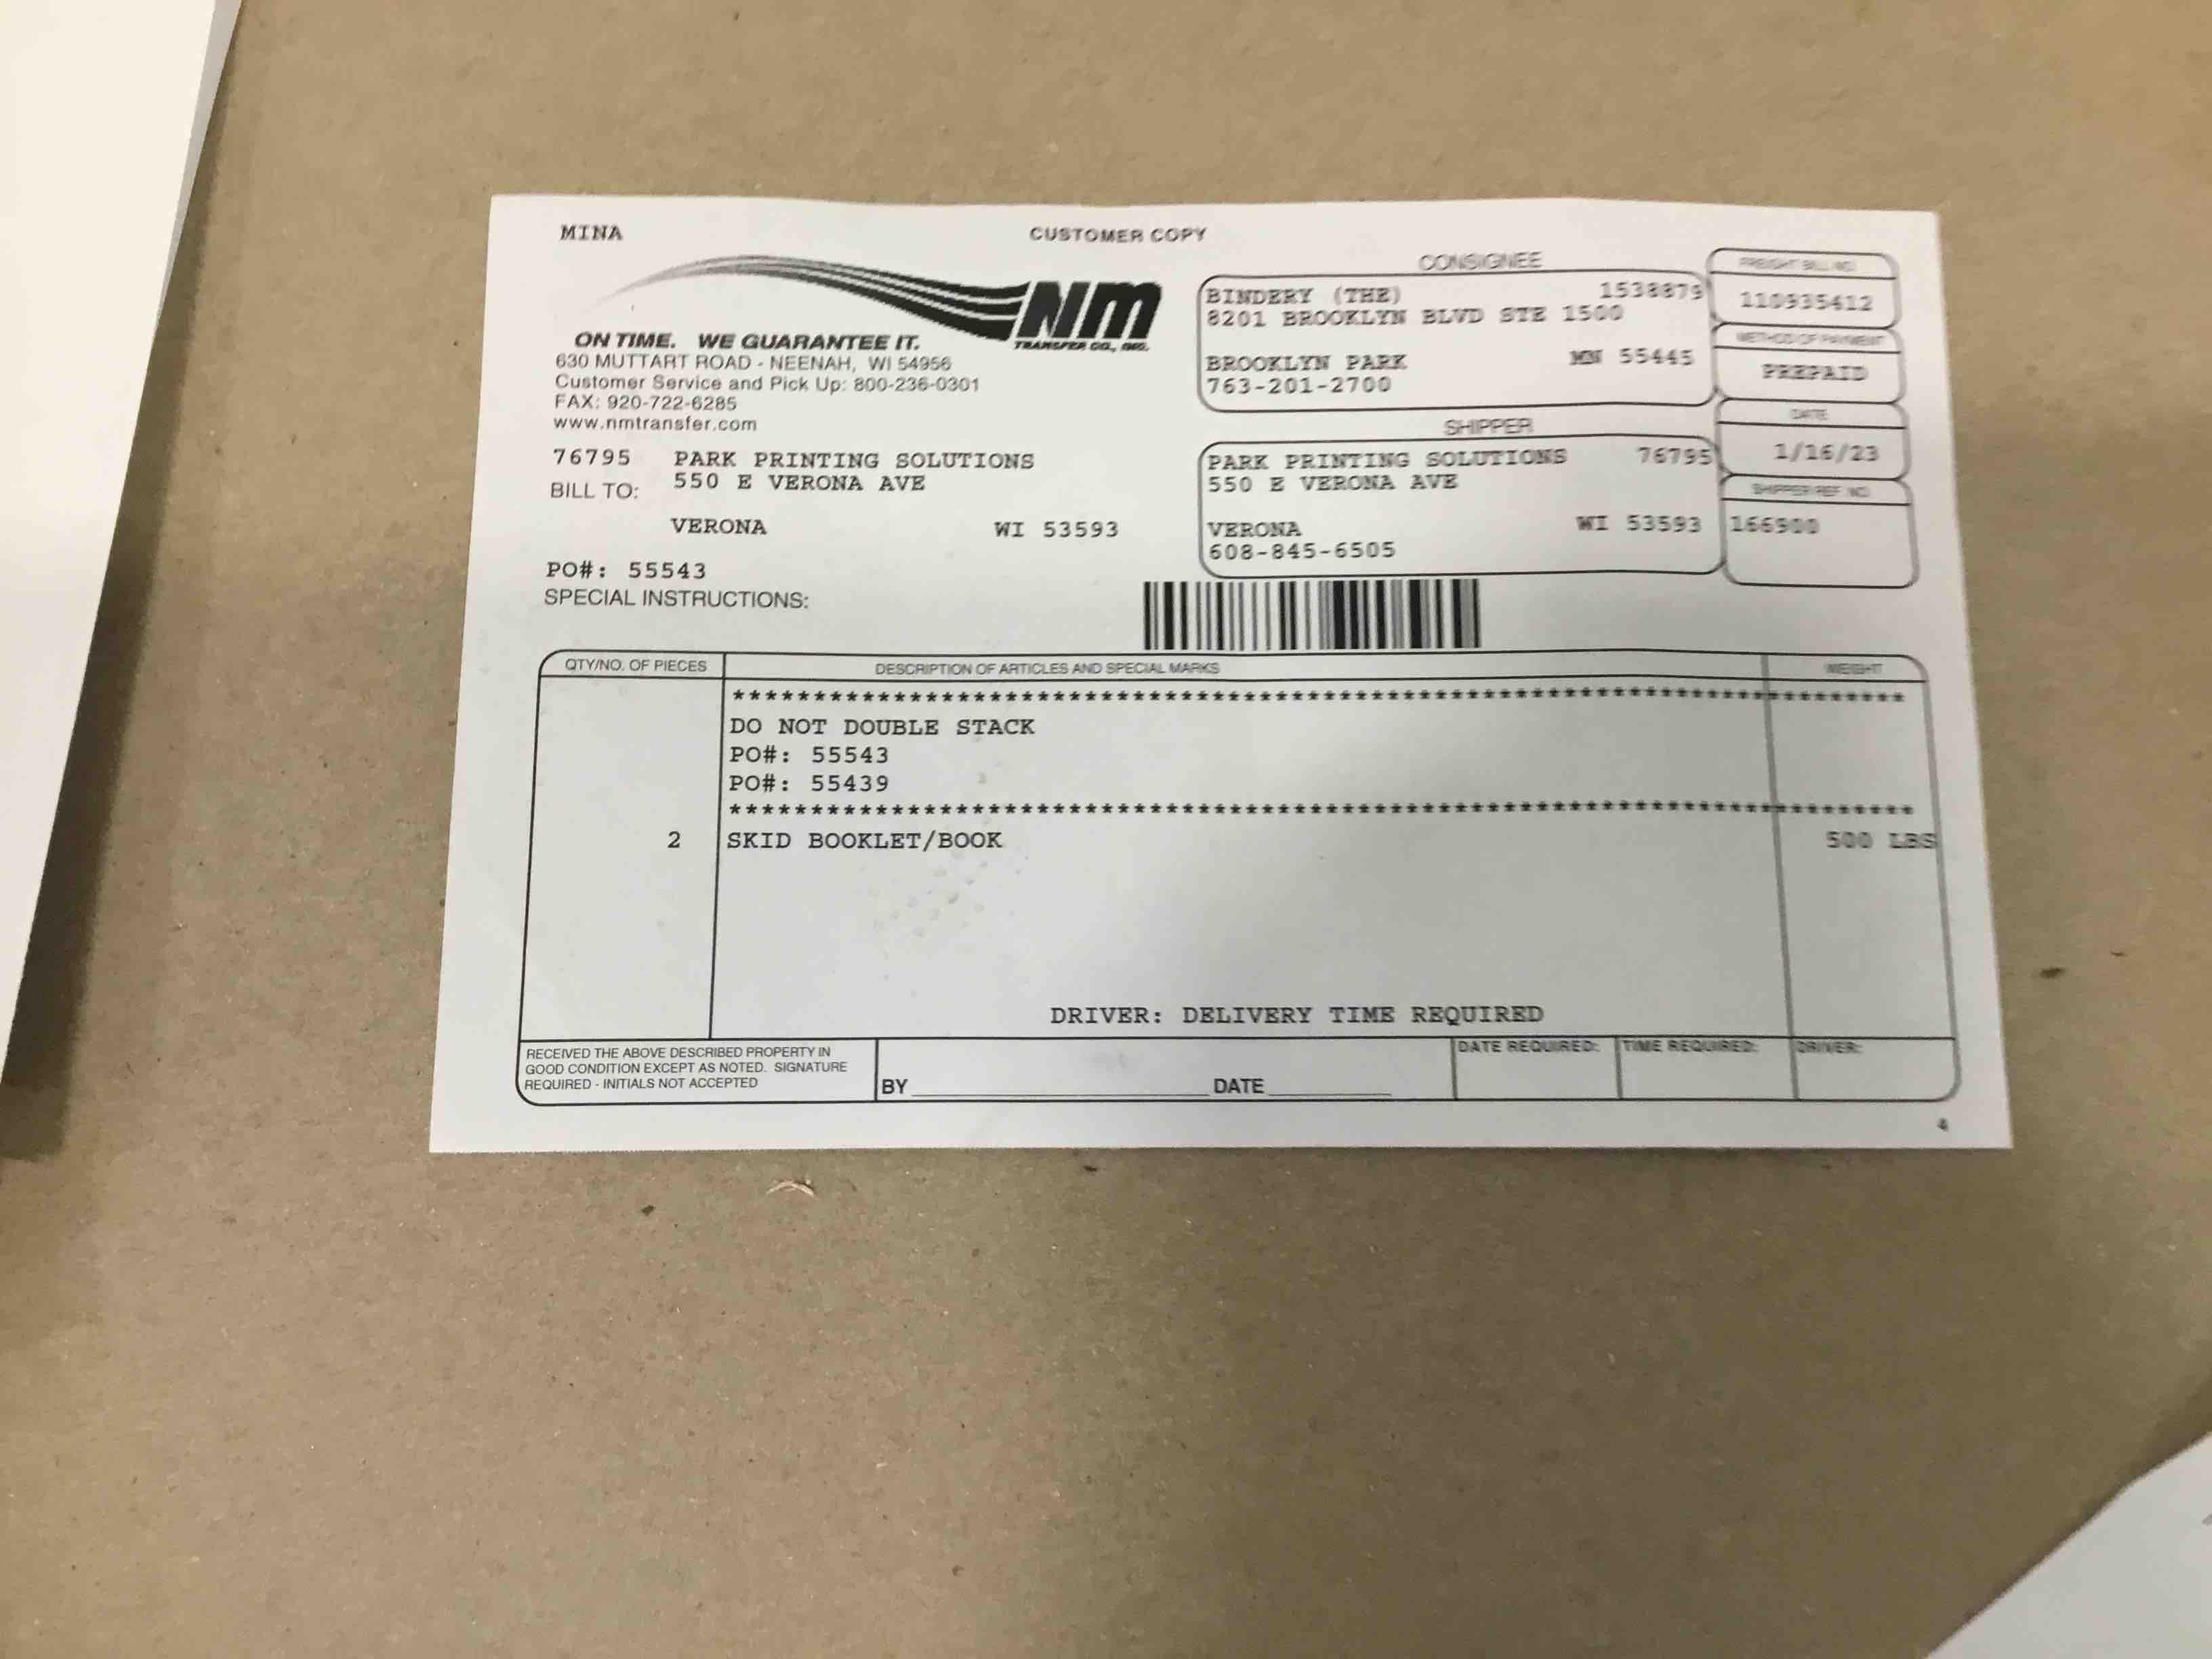 MINA
CUSTOMER COPY
NM
TRANSFER CO., INC.
ON TIME. WE GUARANTEE IT.
630 MUTTART ROAD - NEENAH, WI 54956
Customer Service and Pick Up: 800-236-0301
FAX: 920-722-6285
www.nmtransfer.com
CONSIGNEE
BINDERY (THE) 1538879
8201 BROOKLYN BLVD STE 1500
BROOKLYN PARK MN 55445
763-201-2700
FREIGHT BILL NO.
110935412
METHOD OF PAYMENT
PREPAID
DATE
1/16/23
SHIPPER REF NO.
166900
76795 PARK PRINTING SOLUTIONS
BILL TO: 550 E VERONA AVE
VERONA WI 53593
SHIPPER
PARK PRINTING SOLUTIONS 76795
550 E VERONA AVE
VERONA WI 53593
608-845-6505
PO#: 55543
SPECIAL INSTRUCTIONS:
QTY/NO. OF PIECES DESCRIPTION OF ARTICLES AND SPECIAL MARKS WEIGHT
**************************************************************************
DO NOT DOUBLE STACK
PO#: 55543
PO#: 55439
**************************************************************************
2 SKID BOOKLET/BOOK 500 LBS
DRIVER: DELIVERY TIME REQUIRED
RECEIVED THE ABOVE DESCRIBED PROPERTY IN
GOOD CONDITION EXCEPT AS NOTED. SIGNATURE
REQUIRED - INITIALS NOT ACCEPTED
BY DATE
DATE REQUIRED: TIME REQUIRED: DRIVER:
4